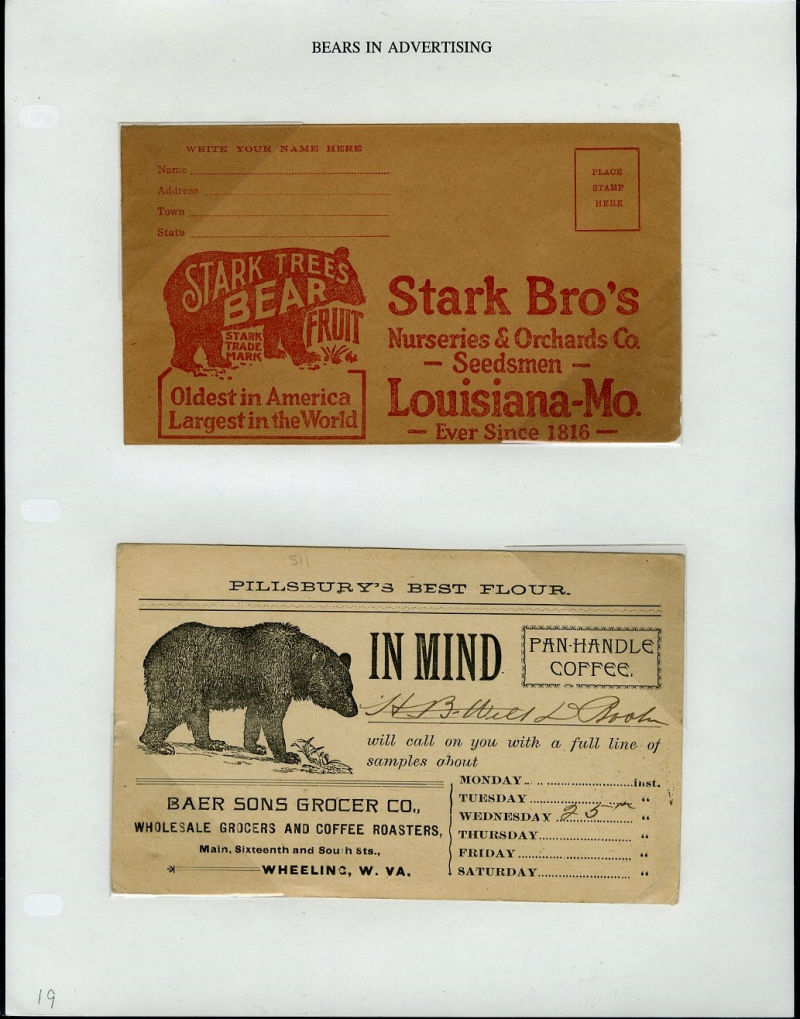 BEARS IN ADVERTISING
WRITE YOUR NAME HERE
Name
Address
Town
State
PLACE
STAMP
HERE
STARK TREES
BEAR
FRUIT
STARK
TRADE
MARK
Oldest in America
Largest in the World
Stark Bro's
Nurseries & Orchards Co.
— Seedsmen —
Louisiana-Mo.
— Ever Since 1816 —
S11
PILLSBURY'S BEST FLOUR.
IN MIND
PAN-HANDLE
COFFEE.
H B
will call on you with a full line of
samples about
BAER SONS GROCER CO.,
WHOLESALE GROCERS AND COFFEE ROASTERS,
Main, Sixteenth and South Sts.,
WHEELING, W. VA.
MONDAY inst.
TUESDAY "
WEDNESDAY 25 "
THURSDAY "
FRIDAY "
SATURDAY "
19